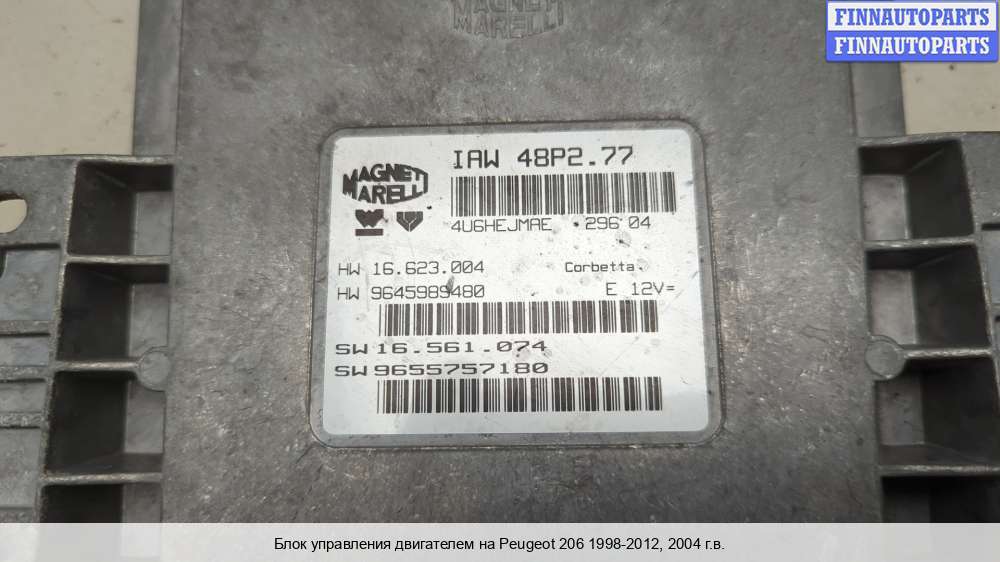 MAGNETI
MARELLI
FINNAUTOPARTS
FINNAUTOPARTS
IAW 48P2.77
MAGNETI
MARELLI
4U6HEJMAE 296 04
HW 16.623.004 Corbetta.
HW 9645989480 E 12V=
SW 16.561.074
SW 9655757180
Блок управления двигателем на Peugeot 206 1998-2012, 2004 г.в.